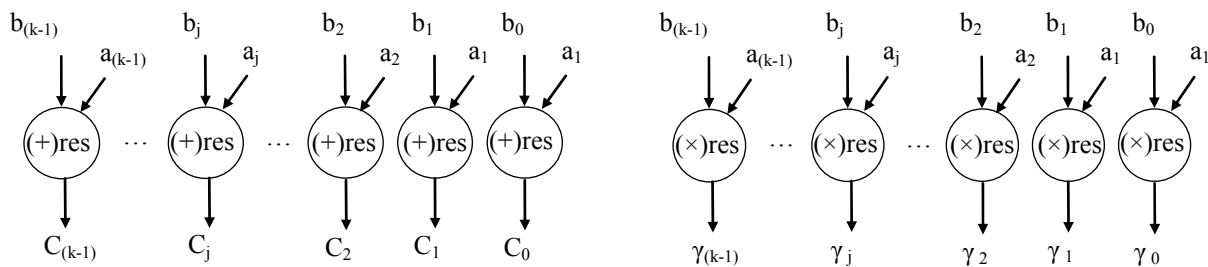 b(k-1) bj b2 b1 b0 b(k-1) bj b2 b1 b0
a(k-1) aj a2 a1 a1 a(k-1) aj a2 a1 a1
(+)res ... (+)res ... (+)res (+)res (+)res (×)res ... (×)res ... (×)res (×)res (×)res
C(k-1) Cj C2 C1 C0 γ(k-1) γj γ2 γ1 γ0